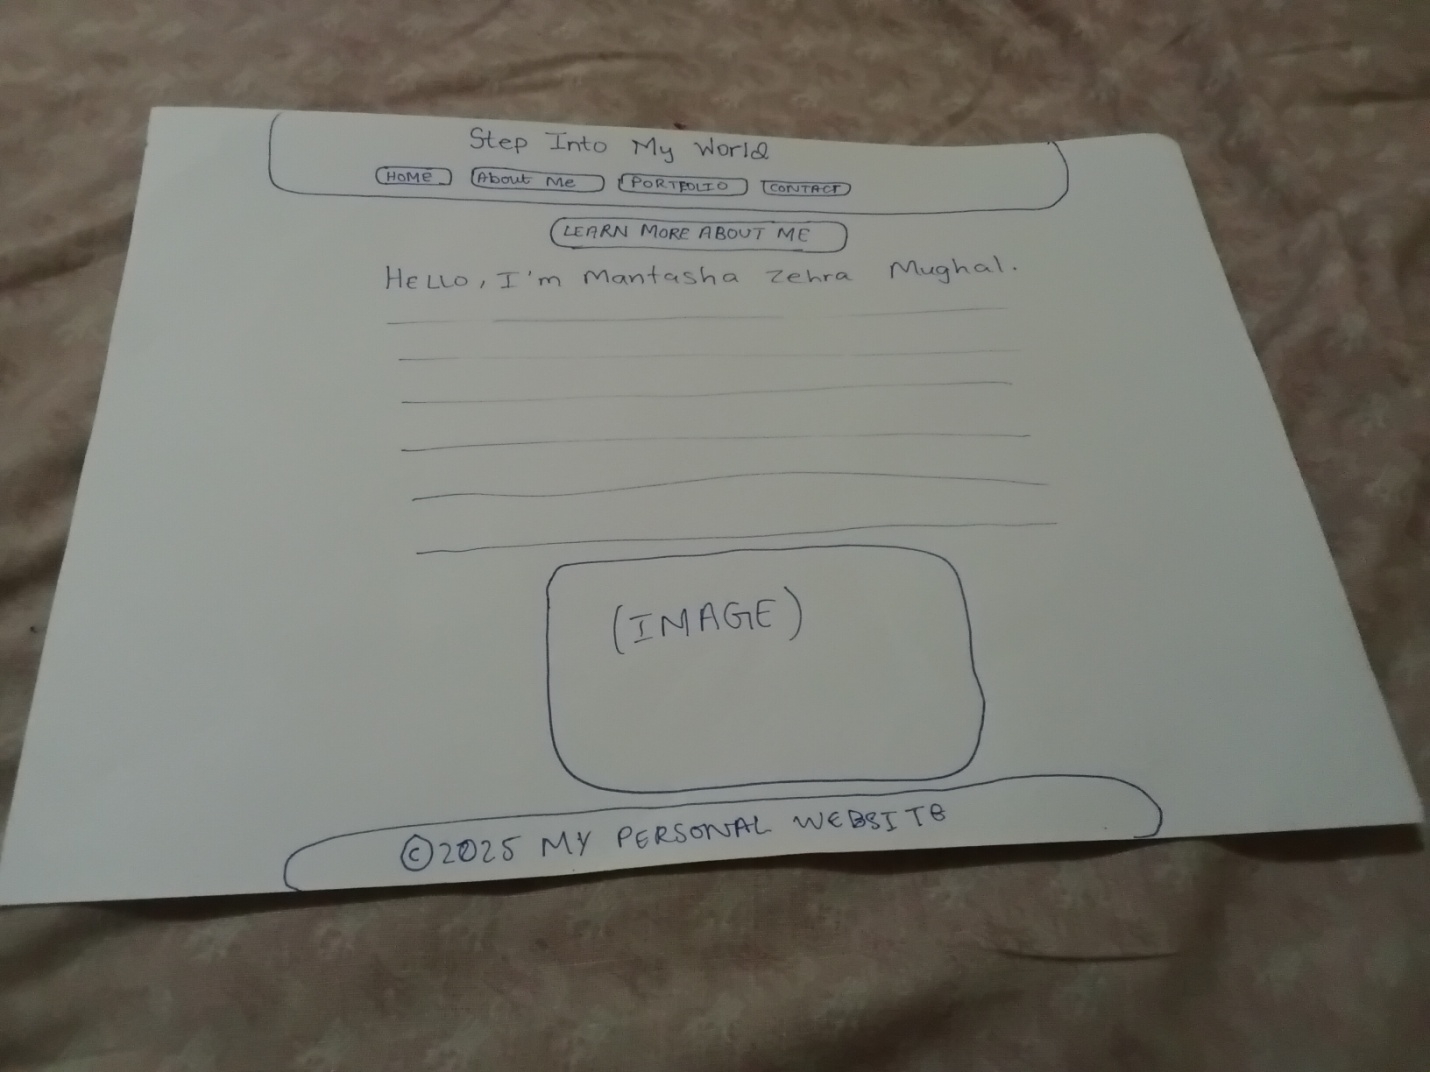 Step Into My World
HOME About Me PORTFOLIO CONTACT
LEARN MORE ABOUT ME
HELLO, I'm Mantasha Zehra Mughal.
(IMAGE)
©2025 MY PERSONAL WEBSITE